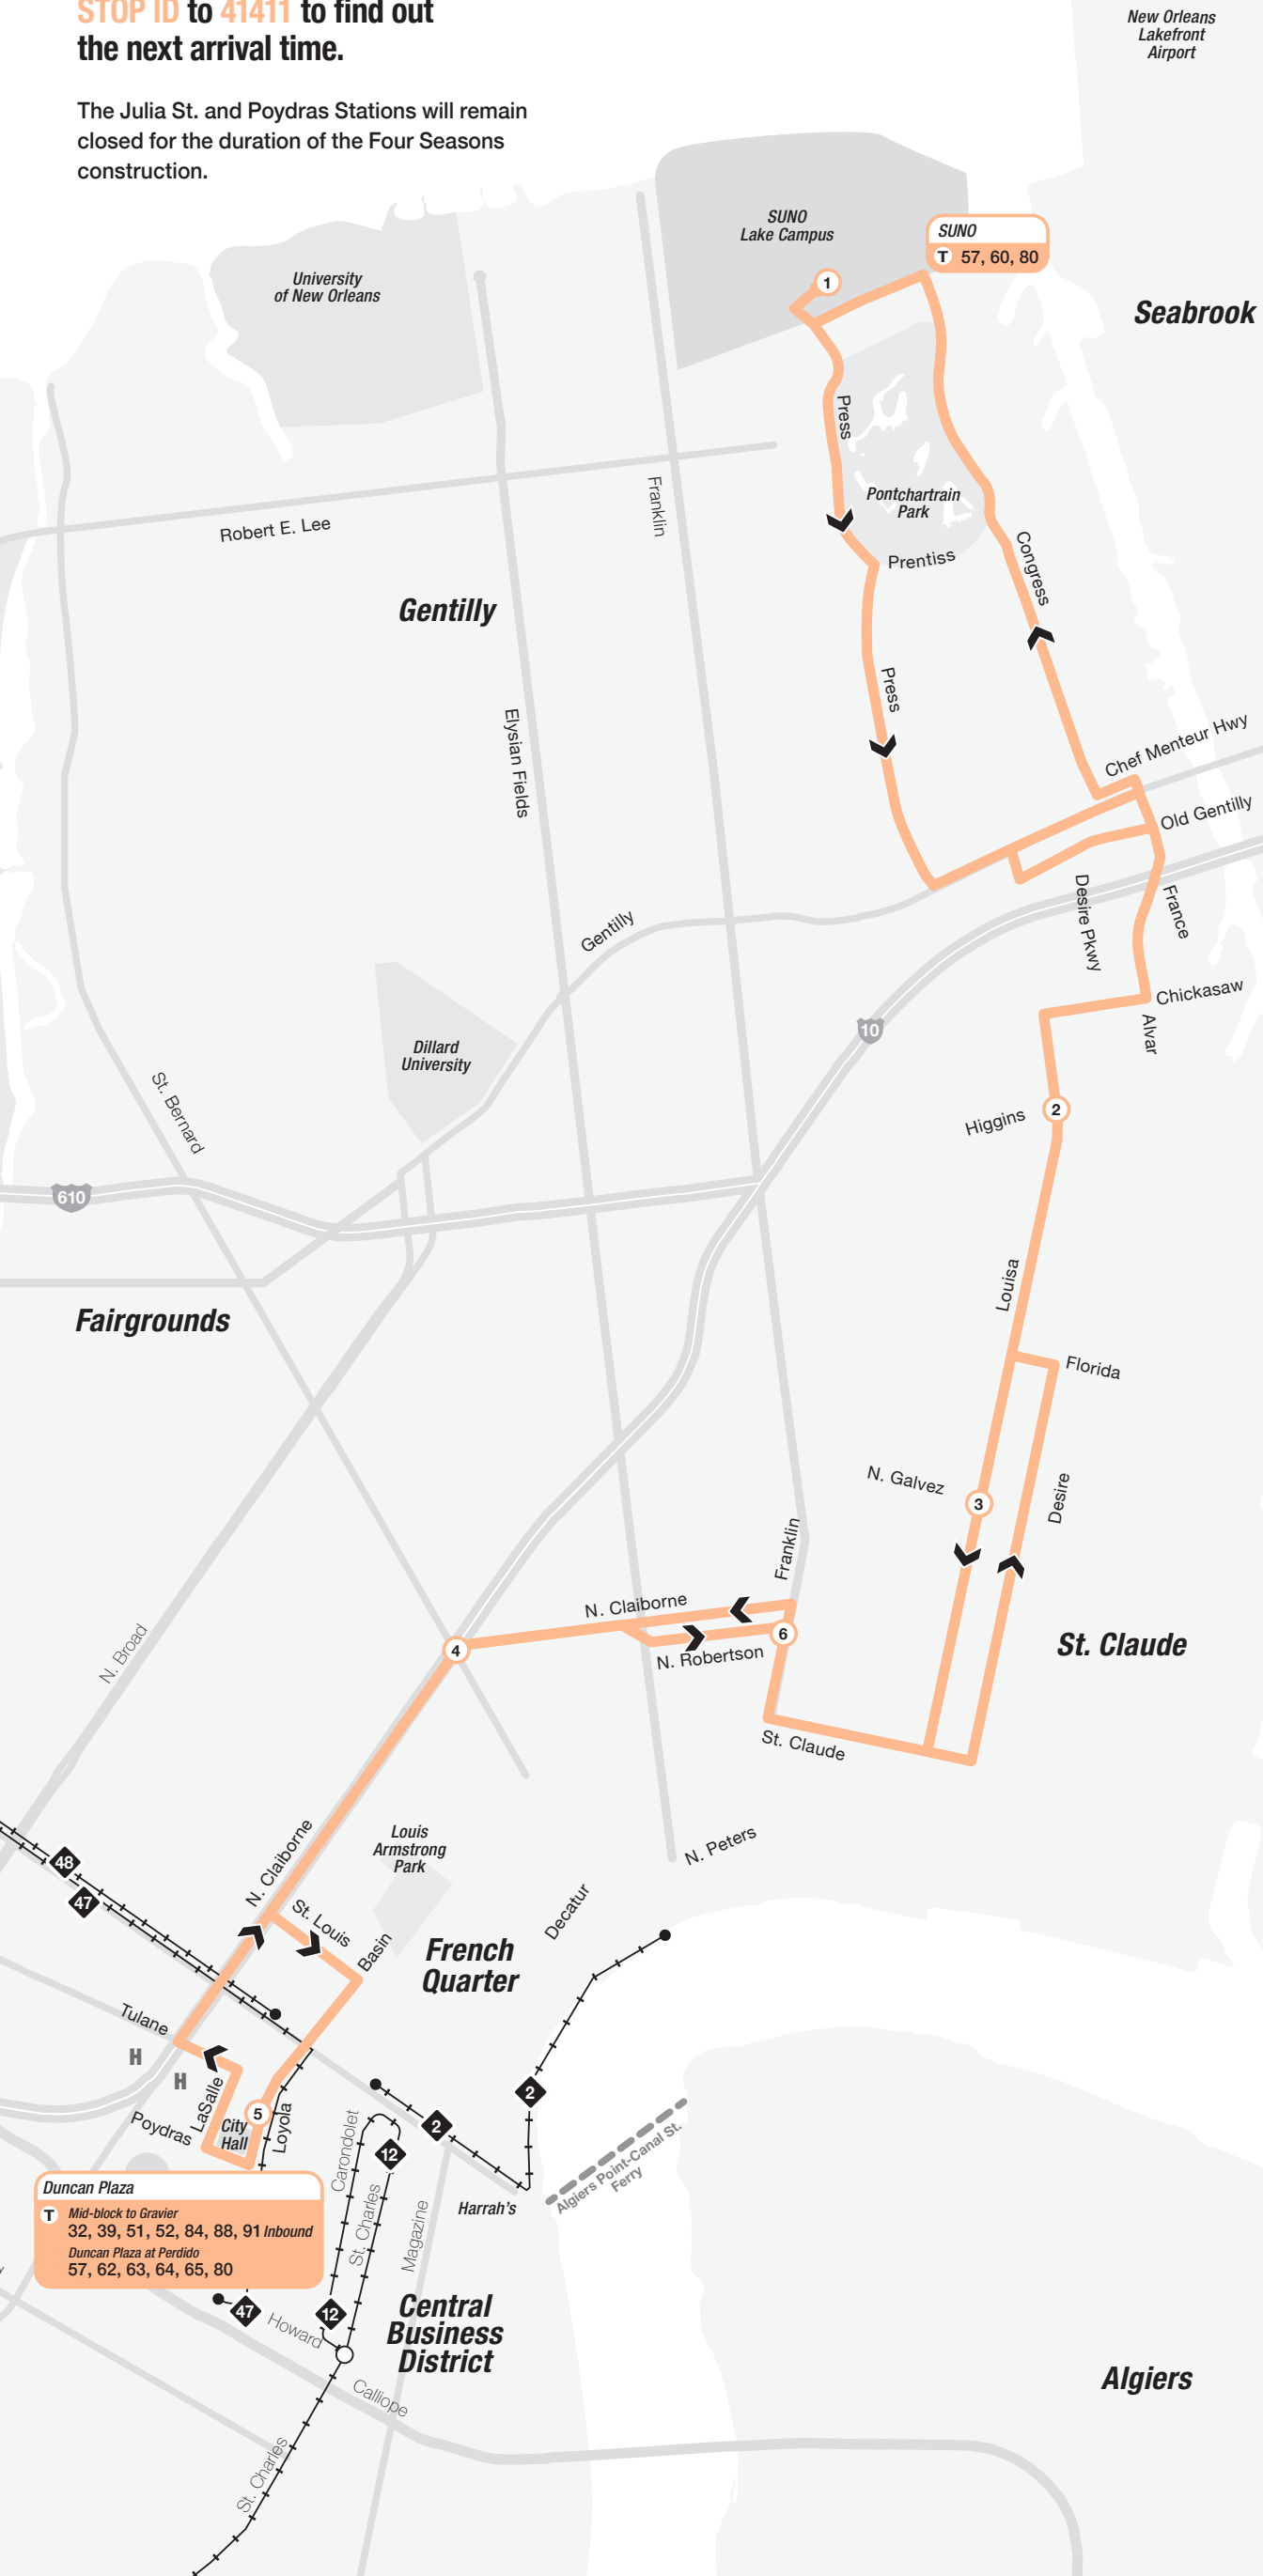 STOP ID to 41411 to find out
the next arrival time.
The Julia St. and Poydras Stations will remain
closed for the duration of the Four Seasons
construction.
New Orleans
Lakefront
Airport
SUNO
Lake Campus
SUNO
T 57, 60, 80
1
University
of New Orleans
Seabrook
Press
Franklin
Pontchartrain
Park
Robert E. Lee
Prentiss
Congress
Gentilly
Press
Elysian Fields
Chef Menteur Hwy
Old Gentilly
Desire Pkwy
France
Gentilly
Chickasaw
Alvar
10
Dillard
University
St. Bernard
Higgins
2
610
Louisa
Fairgrounds
Florida
N. Galvez
3
Desire
Franklin
N. Claiborne
6
N. Robertson
4
St. Claude
N. Broad
St. Claude
Louis
Armstrong
Park
N. Peters
N. Claiborne
48
47
St. Louis
Basin
Decatur
French
Quarter
Tulane
H
H
LaSalle
Poydras
City
Hall
5
Loyola
2
2
Carondolet
12
St. Charles
Magazine
Harrah's
Algiers Point-Canal St.
Ferry
Duncan Plaza
T Mid-block to Gravier
32, 39, 51, 52, 84, 88, 91 Inbound
Duncan Plaza at Perdido
57, 62, 63, 64, 65, 80
47
Howard
12
Central
Business
District
Calliope
Algiers
St. Charles